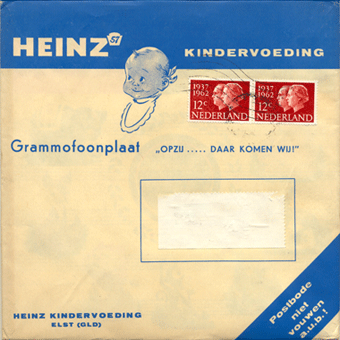 HEINZ 57 KINDERVOEDING
1937 1962 12c NEDERLAND
1937 1962 12c NEDERLAND
Grammofoonplaat „OPZIJ ..... DAAR KOMEN WIJ!"
HEINZ KINDERVOEDING
ELST (GLD)
Postbode
niet
vouwen
a.u.b.!